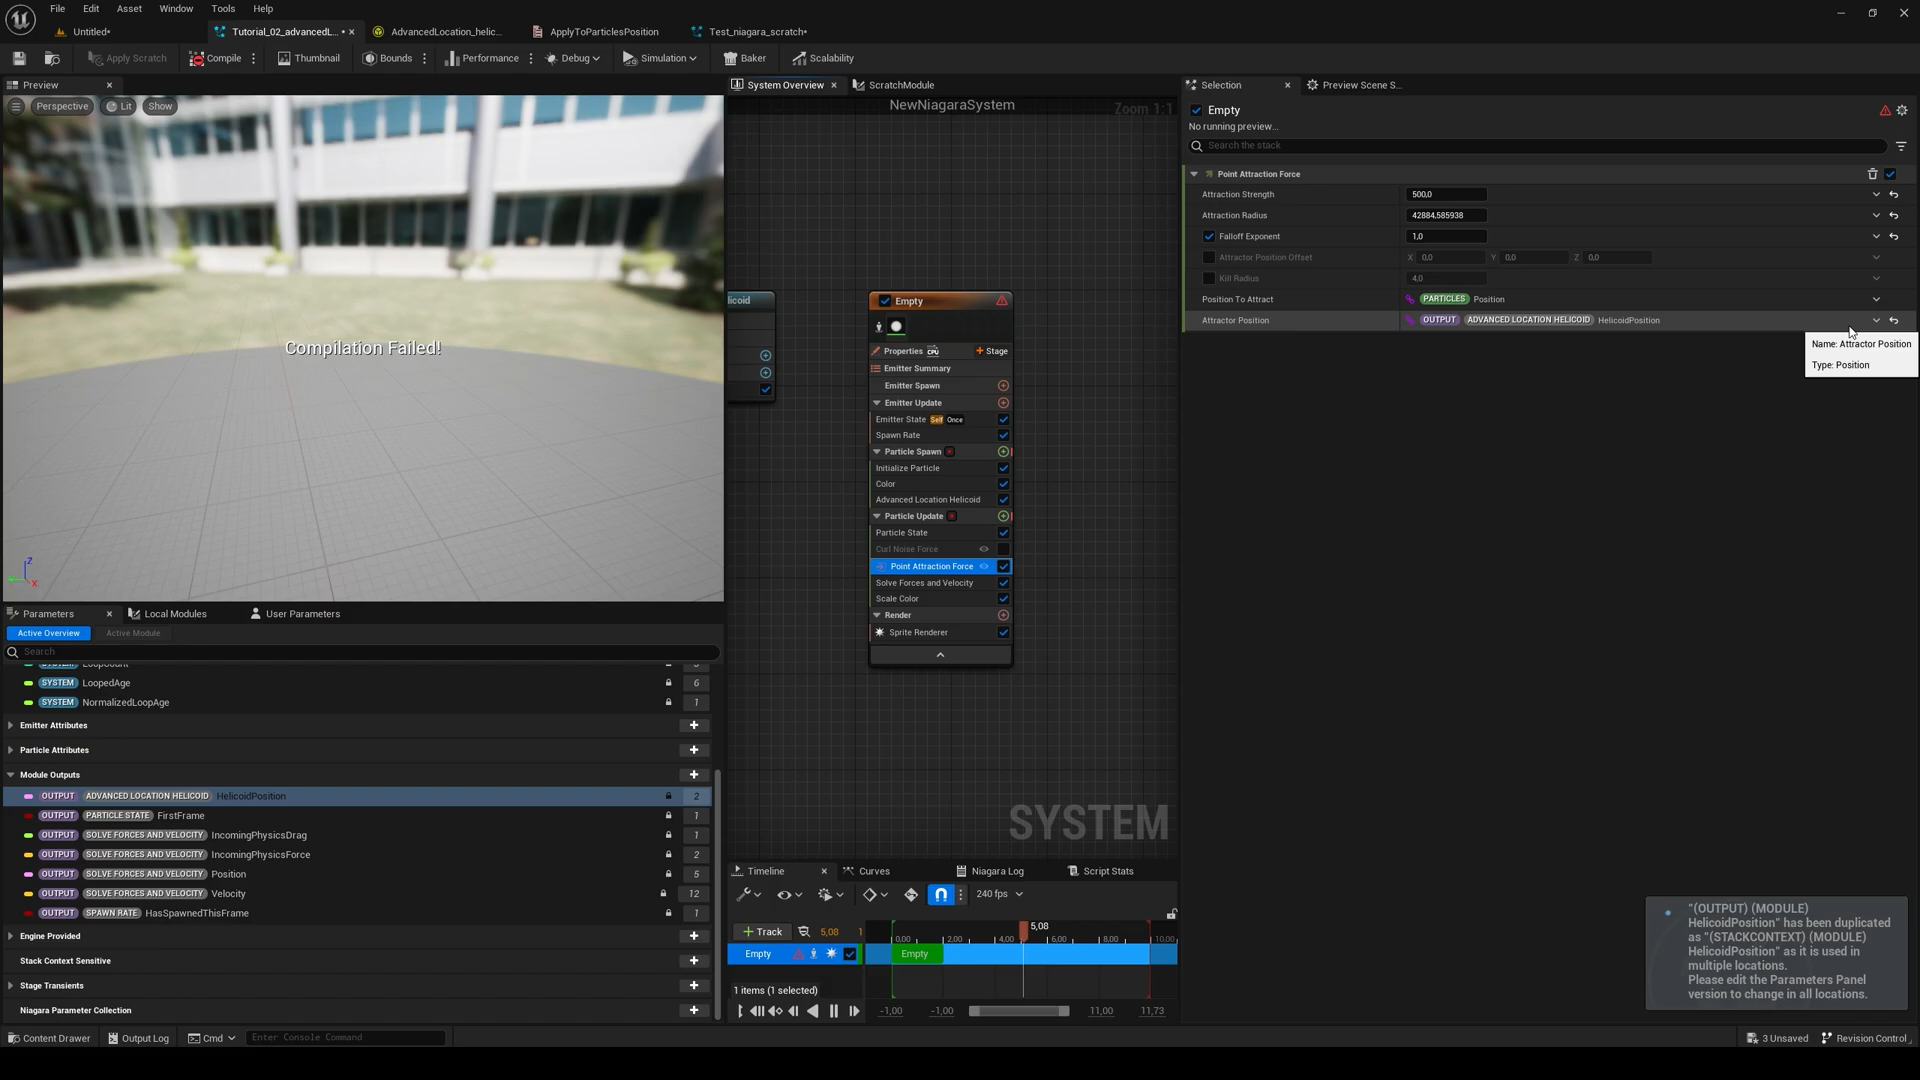 File Edit Asset Window Tools Help
Untitled* Tutorial_02_advancedL... • AdvancedLocation_helic... ApplyToParticlesPosition Test_niagara_scratch*
Apply Scratch Compile Thumbnail Bounds Performance Debug Simulation Baker Scalability
Preview
Perspective Lit Show
Compilation Failed!
Z
X
Parameters Local Modules User Parameters
Active Overview Active Module
Search
SYSTEM LoopCount
SYSTEM LoopedAge 6
SYSTEM NormalizedLoopAge 1
Emitter Attributes
Particle Attributes
Module Outputs
OUTPUT ADVANCED LOCATION HELICOID HelicoidPosition 2
OUTPUT PARTICLE STATE FirstFrame 1
OUTPUT SOLVE FORCES AND VELOCITY IncomingPhysicsDrag 1
OUTPUT SOLVE FORCES AND VELOCITY IncomingPhysicsForce 2
OUTPUT SOLVE FORCES AND VELOCITY Position 5
OUTPUT SOLVE FORCES AND VELOCITY Velocity 12
OUTPUT SPAWN RATE HasSpawnedThisFrame 1
Engine Provided
Stack Context Sensitive
Stage Transients
Niagara Parameter Collection
System Overview ScratchModule
NewNiagaraSystem
Zoom 1:1
licoid
Empty
Properties CPU Stage
Emitter Summary
Emitter Spawn
Emitter Update
Emitter State Self Once
Spawn Rate
Particle Spawn
Initialize Particle
Color
Advanced Location Helicoid
Particle Update
Particle State
Curl Noise Force
Point Attraction Force
Solve Forces and Velocity
Scale Color
Render
Sprite Renderer
SYSTEM
Timeline Curves Niagara Log Script Stats
240 fps
Track 5,08 1
5,08
0,00 2,00 4,00 6,00 8,00 10,00
Empty Empty
1 items (1 selected)
-1,00 -1,00 11,00 11,73
Selection Preview Scene S...
Empty
No running preview...
Search the stack
Point Attraction Force
Attraction Strength 500,0
Attraction Radius 42884,585938
Falloff Exponent 1,0
Attractor Position Offset X 0,0 Y 0,0 Z 0,0
Kill Radius 4,0
Position To Attract PARTICLES Position
Attractor Position OUTPUT ADVANCED LOCATION HELICOID HelicoidPosition
Name: Attractor Position
Type: Position
"(OUTPUT) (MODULE)
HelicoidPosition" has been duplicated
as "(STACKCONTEXT) (MODULE)
HelicoidPosition" as it is used in
multiple locations.
Please edit the Parameters Panel
version to change in all locations.
Content Drawer Output Log Cmd Enter Console Command 3 Unsaved Revision Control